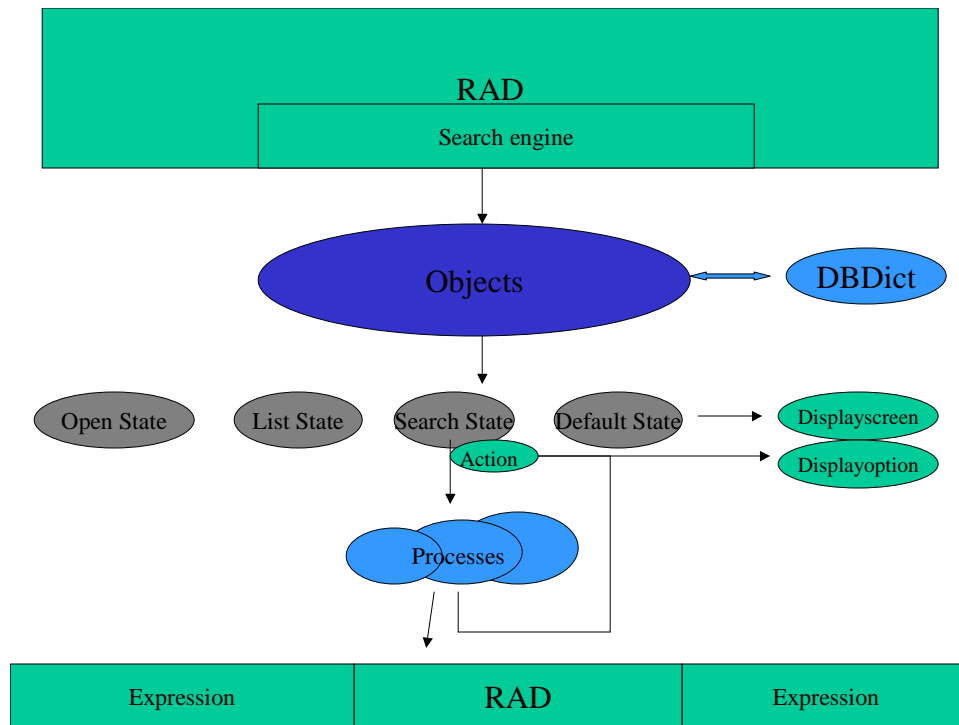 RAD
Search engine
Objects
DBDict
Open State
List State
Search State
Default State
Displayscreen
Action
Displayoption
Processes
Expression
RAD
Expression